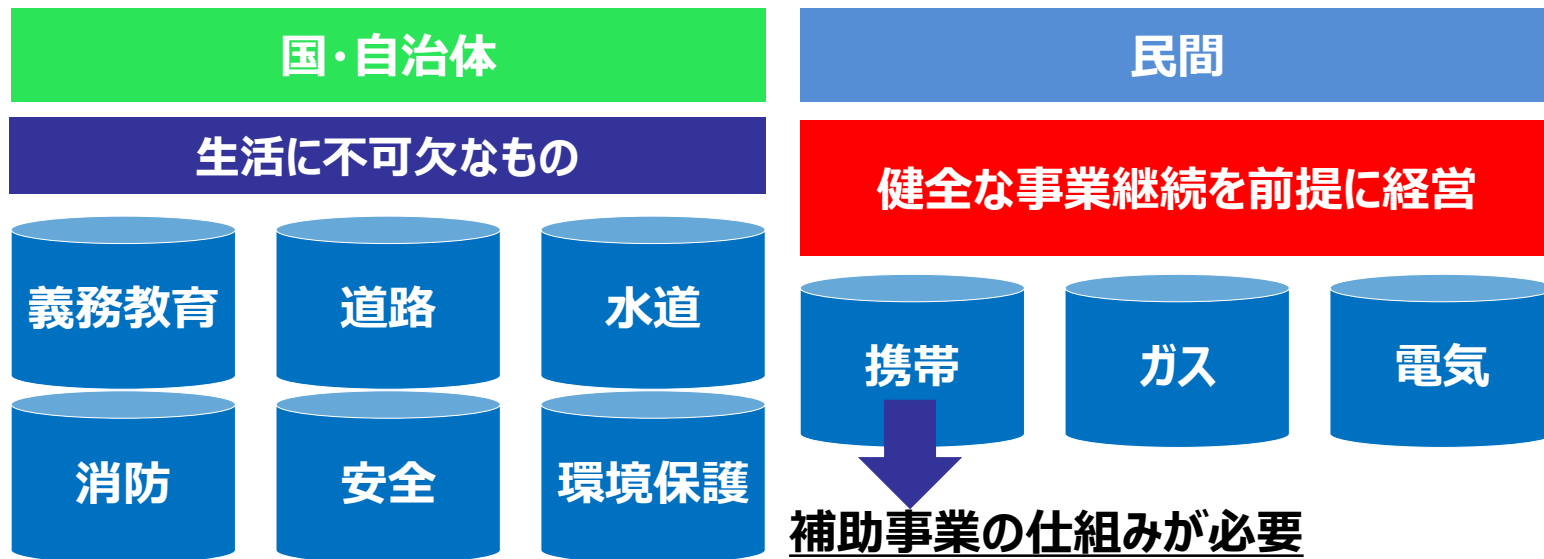 国・自治体
生活に不可欠なもの
義務教育
道路
水道
消防
安全
環境保護
民間
健全な事業継続を前提に経営
携帯
ガス
電気
補助事業の仕組みが必要